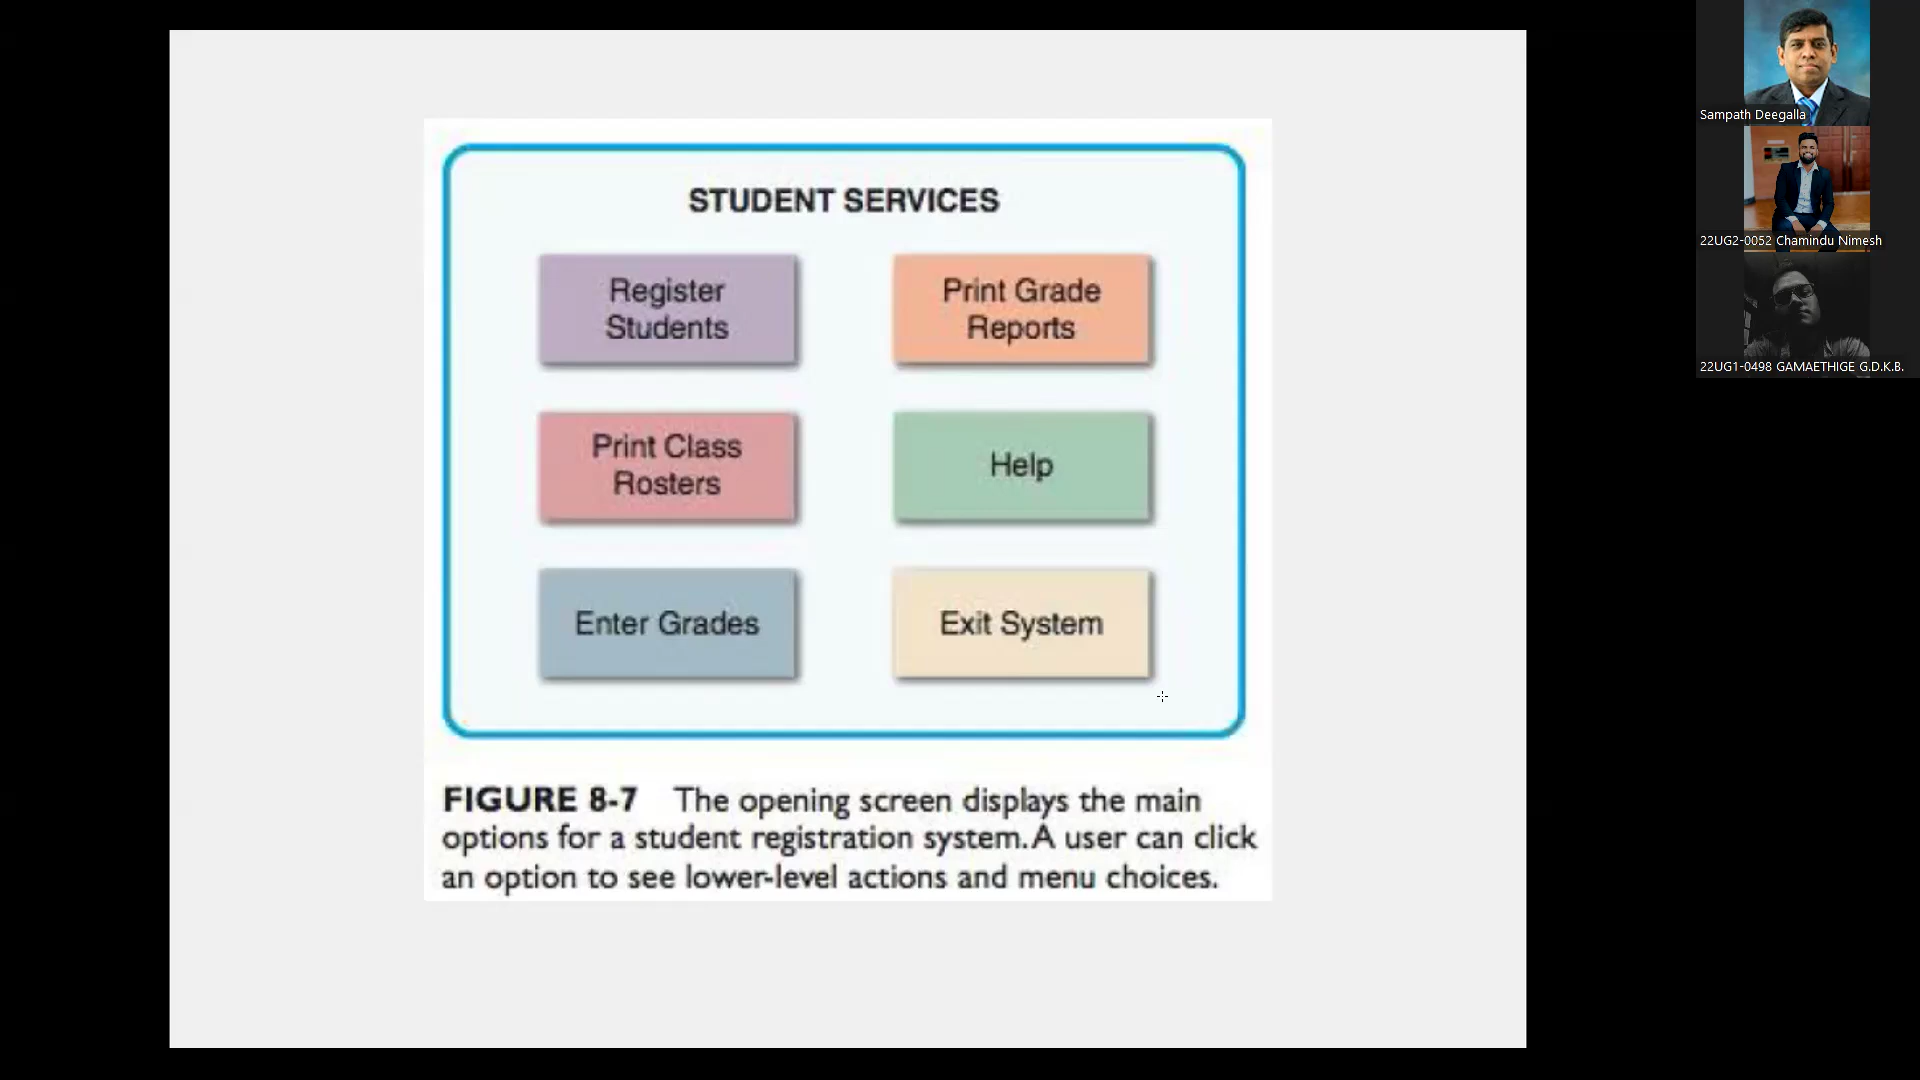 STUDENT SERVICES
Register
Students
Print Grade
Reports
Print Class
Rosters
Help
Enter Grades
Exit System
FIGURE 8-7 The opening screen displays the main
options for a student registration system. A user can click
an option to see lower-level actions and menu choices.
Sampath Deegalla
22UG2-0052 Chamindu Nimesh
22UG1-0498 GAMAETHIGE G.D.K.B.